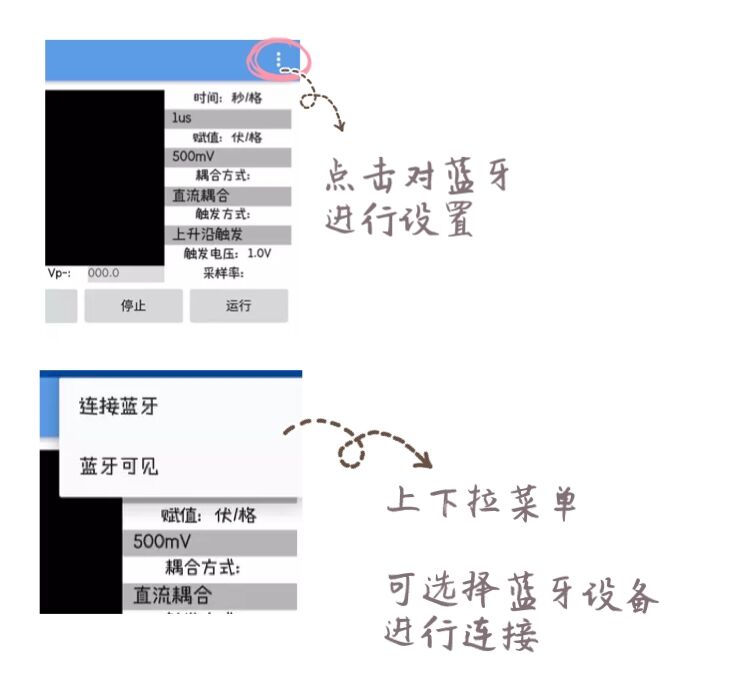 时间：秒/格
1us
赋值：伏/格
500mV
耦合方式：
直流耦合
触发方式：
上升沿触发
触发电压：1.0V
Vp-: 000.0 采样率：
停止 运行
点击对蓝牙
进行设置
连接蓝牙
蓝牙可见
赋值：伏/格
500mV
耦合方式：
直流耦合
上下拉菜单
可选择蓝牙设备
进行连接